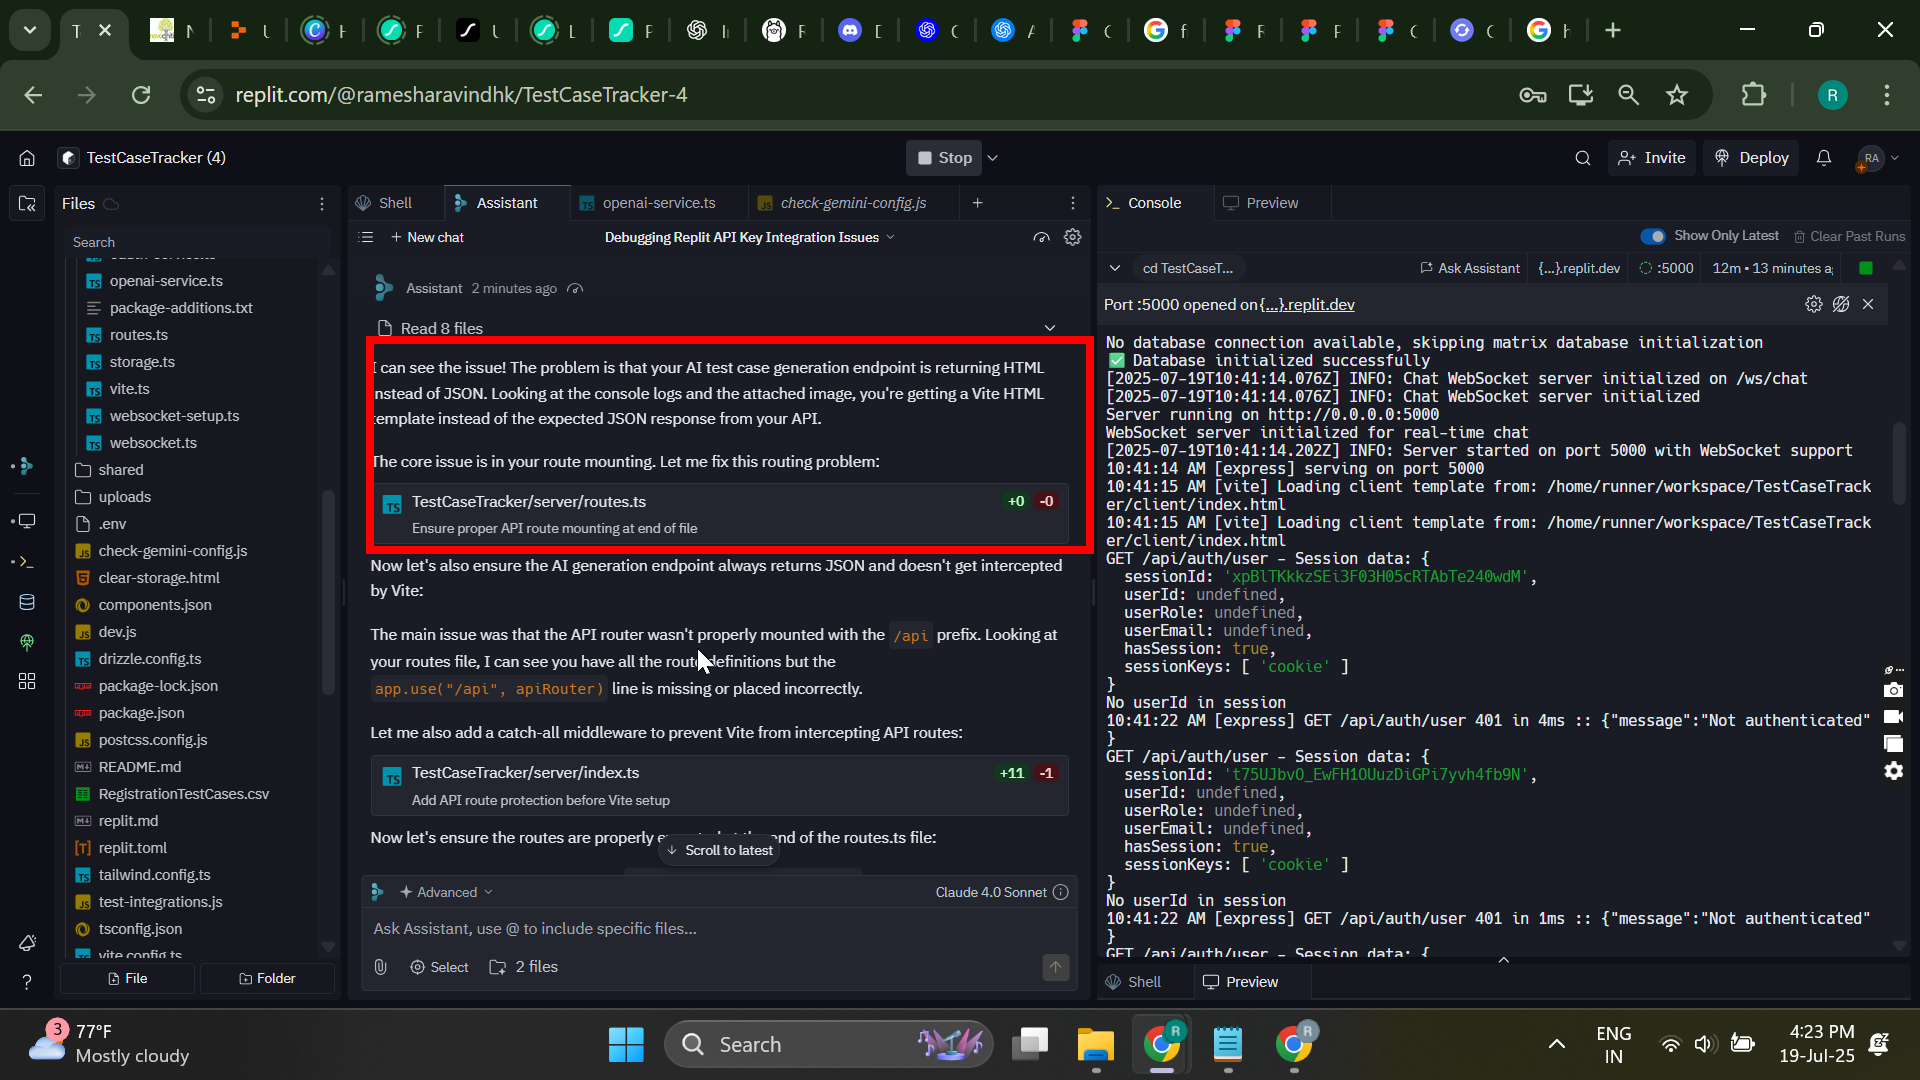 replit.com/@ramesharavindhk/TestCaseTracker-4
R
TestCaseTracker (4)
Stop
Invite
Deploy
RA
Files
Search
openai-service.ts
package-additions.txt
routes.ts
storage.ts
vite.ts
websocket-setup.ts
websocket.ts
shared
uploads
.env
check-gemini-config.js
clear-storage.html
components.json
dev.js
drizzle.config.ts
package-lock.json
package.json
postcss.config.js
README.md
RegistrationTestCases.csv
replit.md
replit.toml
tailwind.config.ts
test-integrations.js
tsconfig.json
vite.config.ts
File
Folder
Shell
Assistant
openai-service.ts
check-gemini-config.js
New chat
Debugging Replit API Key Integration Issues
Assistant 2 minutes ago
Read 8 files
I can see the issue! The problem is that your AI test case generation endpoint is returning HTML
instead of JSON. Looking at the console logs and the attached image, you're getting a Vite HTML
template instead of the expected JSON response from your API.
The core issue is in your route mounting. Let me fix this routing problem:
TestCaseTracker/server/routes.ts
+0 -0
Ensure proper API route mounting at end of file
Now let's also ensure the AI generation endpoint always returns JSON and doesn't get intercepted
by Vite:
The main issue was that the API router wasn't properly mounted with the /api prefix. Looking at
your routes file, I can see you have all the route definitions but the
app.use("/api", apiRouter) line is missing or placed incorrectly.
Let me also add a catch-all middleware to prevent Vite from intercepting API routes:
TestCaseTracker/server/index.ts
+11 -1
Add API route protection before Vite setup
Now let's ensure the routes are properly end of the routes.ts file:
Scroll to latest
Advanced
Claude 4.0 Sonnet
Ask Assistant, use @ to include specific files...
Select
2 files
Console
Preview
Show Only Latest
Clear Past Runs
cd TestCaseT...
Ask Assistant
{...}.replit.dev
:5000
12m • 13 minutes a
Port :5000 opened on {...}.replit.dev
No database connection available, skipping matrix database initialization
✅ Database initialized successfully
[2025-07-19T10:41:14.076Z] INFO: Chat WebSocket server initialized on /ws/chat
[2025-07-19T10:41:14.076Z] INFO: Chat WebSocket server initialized
Server running on http://0.0.0.0:5000
WebSocket server initialized for real-time chat
[2025-07-19T10:41:14.202Z] INFO: Server started on port 5000 with WebSocket support
10:41:14 AM [express] serving on port 5000
10:41:15 AM [vite] Loading client template from: /home/runner/workspace/TestCaseTrack
er/client/index.html
10:41:15 AM [vite] Loading client template from: /home/runner/workspace/TestCaseTrack
er/client/index.html
GET /api/auth/user - Session data: {
sessionId: 'xpBlTKkkzSEi3F03H05cRTAbTe240wdM',
userId: undefined,
userRole: undefined,
userEmail: undefined,
hasSession: true,
sessionKeys: [ 'cookie' ]
}
No userId in session
10:41:22 AM [express] GET /api/auth/user 401 in 4ms :: {"message":"Not authenticated"
}
GET /api/auth/user - Session data: {
sessionId: 't75UJbvO_EwFH1OUuzDiGPi7yvh4fb9N',
userId: undefined,
userRole: undefined,
userEmail: undefined,
hasSession: true,
sessionKeys: [ 'cookie' ]
}
No userId in session
10:41:22 AM [express] GET /api/auth/user 401 in 1ms :: {"message":"Not authenticated"
}
GET /api/auth/user - Session data: {
Shell
Preview
3
77°F
Mostly cloudy
Search
ENG
IN
4:23 PM
19-Jul-25